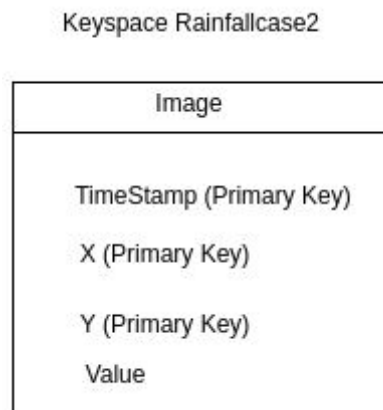 Keyspace Rainfallcase2
Image
TimeStamp (Primary Key)
X (Primary Key)
Y (Primary Key)
Value